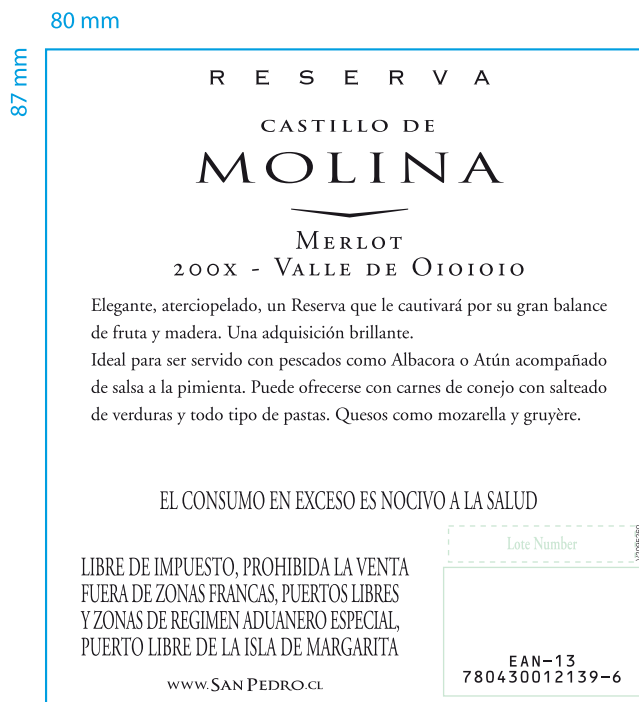 80 mm
87 mm
RESERVA
CASTILLO DE
MOLINA
MERLOT
200X - VALLE DE OIOIOIO
Elegante, aterciopelado, un Reserva que le cautivará por su gran balance
de fruta y madera. Una adquisición brillante.
Ideal para ser servido con pescados como Albacora o Atún acompañado
de salsa a la pimienta. Puede ofrecerse con carnes de conejo con salteado
de verduras y todo tipo de pastas. Quesos como mozarella y gruyère.
EL CONSUMO EN EXCESO ES NOCIVO A LA SALUD
Lote Number
LIBRE DE IMPUESTO, PROHIBIDA LA VENTA
FUERA DE ZONAS FRANCAS, PUERTOS LIBRES
Y ZONAS DE REGIMEN ADUANERO ESPECIAL,
PUERTO LIBRE DE LA ISLA DE MARGARITA
EAN-13
780430012139-6
WWW.SAN PEDRO.CL